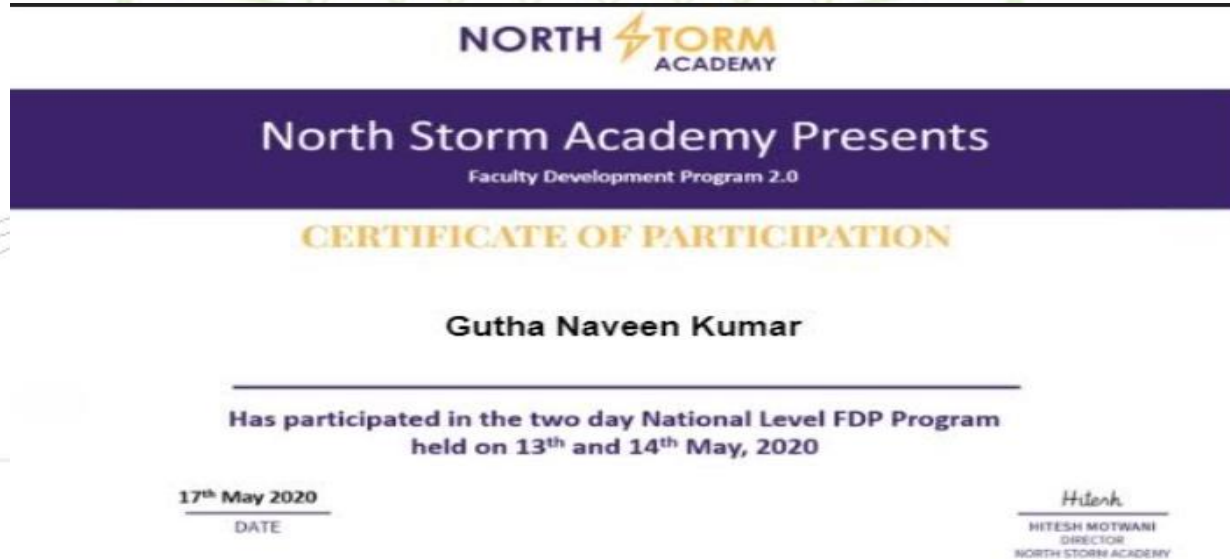 NORTH STORM
ACADEMY
North Storm Academy Presents
Faculty Development Program 2.0
CERTIFICATE OF PARTICIPATION
Gutha Naveen Kumar
Has participated in the two day National Level FDP Program
held on 13th and 14th May, 2020
17th May 2020
DATE
Hitesh
HITESH MOTWANI
DIRECTOR
NORTH STORM ACADEMY